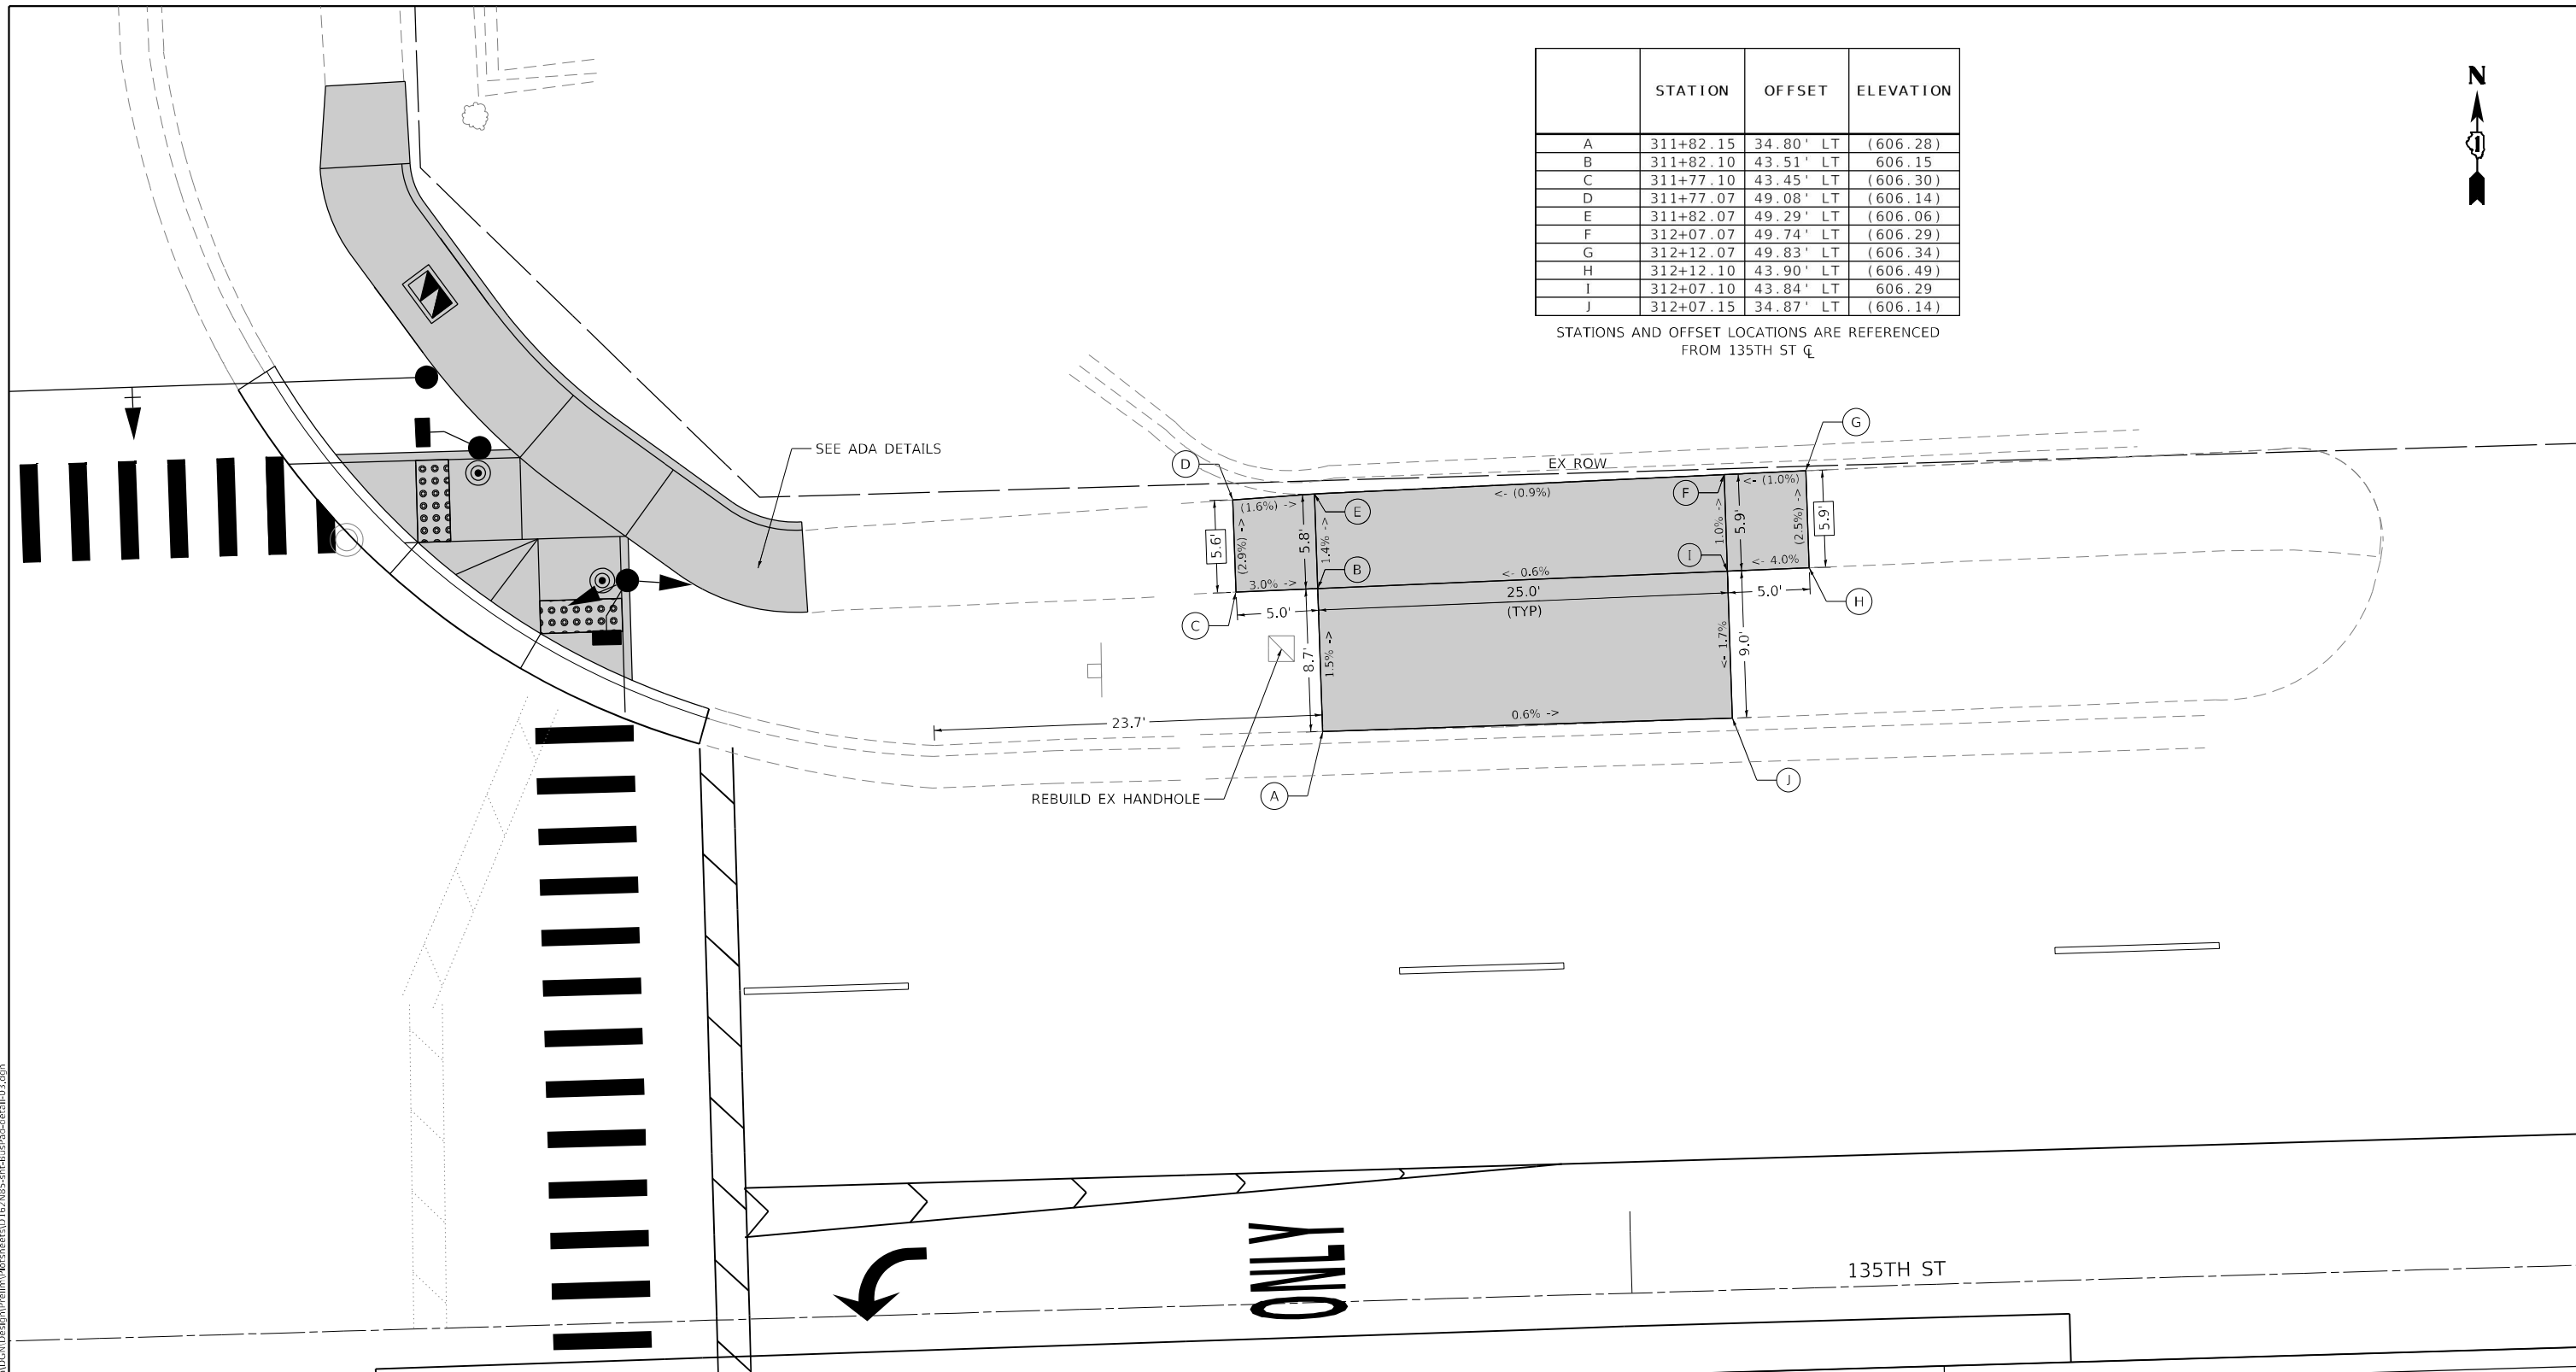 STATION OFFSET ELEVATION
A 311+82.15 34.80' LT (606.28)
B 311+82.10 43.51' LT 606.15
C 311+77.10 43.45' LT (606.30)
D 311+77.07 49.08' LT (606.14)
E 311+82.07 49.29' LT (606.06)
F 312+07.07 49.74' LT (606.29)
G 312+12.07 49.83' LT (606.34)
H 312+12.10 43.90' LT (606.49)
I 312+07.10 43.84' LT 606.29
J 312+07.15 34.87' LT (606.14)
STATIONS AND OFFSET LOCATIONS ARE REFERENCED
FROM 135TH ST ℄
N
SEE ADA DETAILS
G
D
EX ROW
<- (1.0%)
F
<- (0.9%)
(1.6%) ->
E
5.6'
(2.9%) ->
5.8'
1.4% ->
1.0% ->
5.9'
(2.5%) ->
5.9'
I
B
<- 4.0%
<- 0.6%
3.0% ->
25.0'
(TYP)
5.0'
5.0'
H
C
8.7'
1.5% ->
<- 1.7%
9.0'
23.7'
0.6% ->
REBUILD EX HANDHOLE
A
J
ONLY
135TH ST